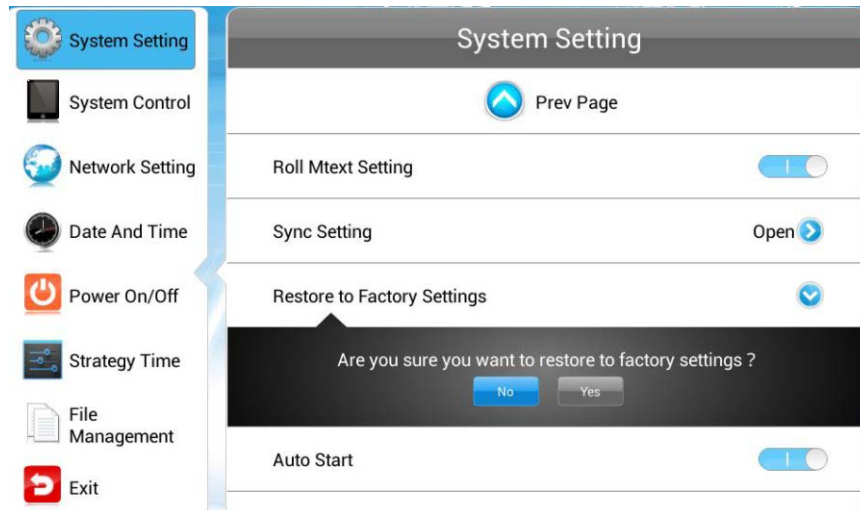 System Setting
System Control
Network Setting
Date And Time
Power On/Off
Strategy Time
File
Management
Exit
System Setting
Prev Page
Roll Mtext Setting
Sync Setting
Open
Restore to Factory Settings
Are you sure you want to restore to factory settings ?
No
Yes
Auto Start